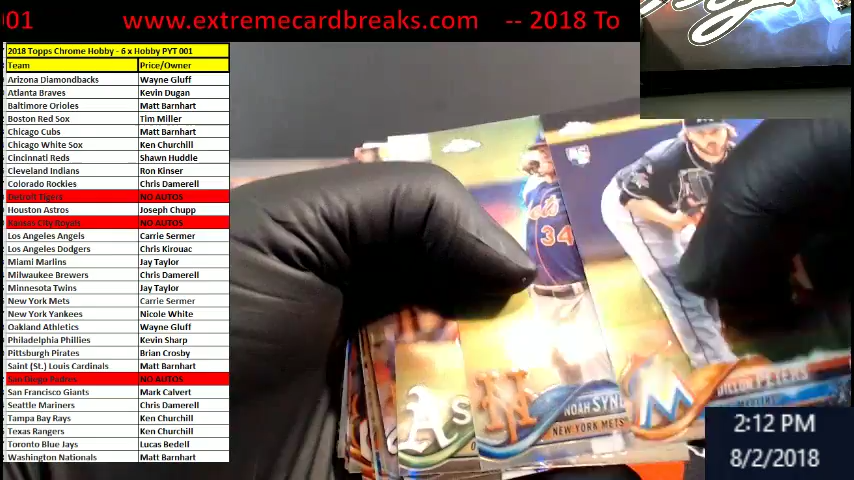 01 www.extremecardbreaks.com -- 2018 To
2018 Topps Chrome Hobby - 6 x Hobby PYT 001
Team Price/Owner
Arizona Diamondbacks Wayne Gluff
Atlanta Braves Kevin Dugan
Baltimore Orioles Matt Barnhart
Boston Red Sox Tim Miller
Chicago Cubs Matt Barnhart
Chicago White Sox Ken Churchill
Cincinnati Reds Shawn Huddle
Cleveland Indians Ron Kinser
Colorado Rockies Chris Damerell
Detroit Tigers NO AUTOS
Houston Astros Joseph Chupp
Kansas City Royals NO AUTOS
Los Angeles Angels Carrie Sermer
Los Angeles Dodgers Chris Kirouac
Miami Marlins Jay Taylor
Milwaukee Brewers Chris Damerell
Minnesota Twins Jay Taylor
New York Mets Carrie Sermer
New York Yankees Nicole White
Oakland Athletics Wayne Gluff
Philadelphia Phillies Kevin Sharp
Pittsburgh Pirates Brian Crosby
Saint (St.) Louis Cardinals Matt Barnhart
San Diego Padres NO AUTOS
San Francisco Giants Mark Calvert
Seattle Mariners Chris Damerell
Tampa Bay Rays Ken Churchill
Texas Rangers Ken Churchill
Toronto Blue Jays Lucas Bedell
Washington Nationals Matt Barnhart
34
A's
NOAH SYN
NEW YORK METS
M
DILLON PETERS
MARLINS
2:12 PM
8/2/2018